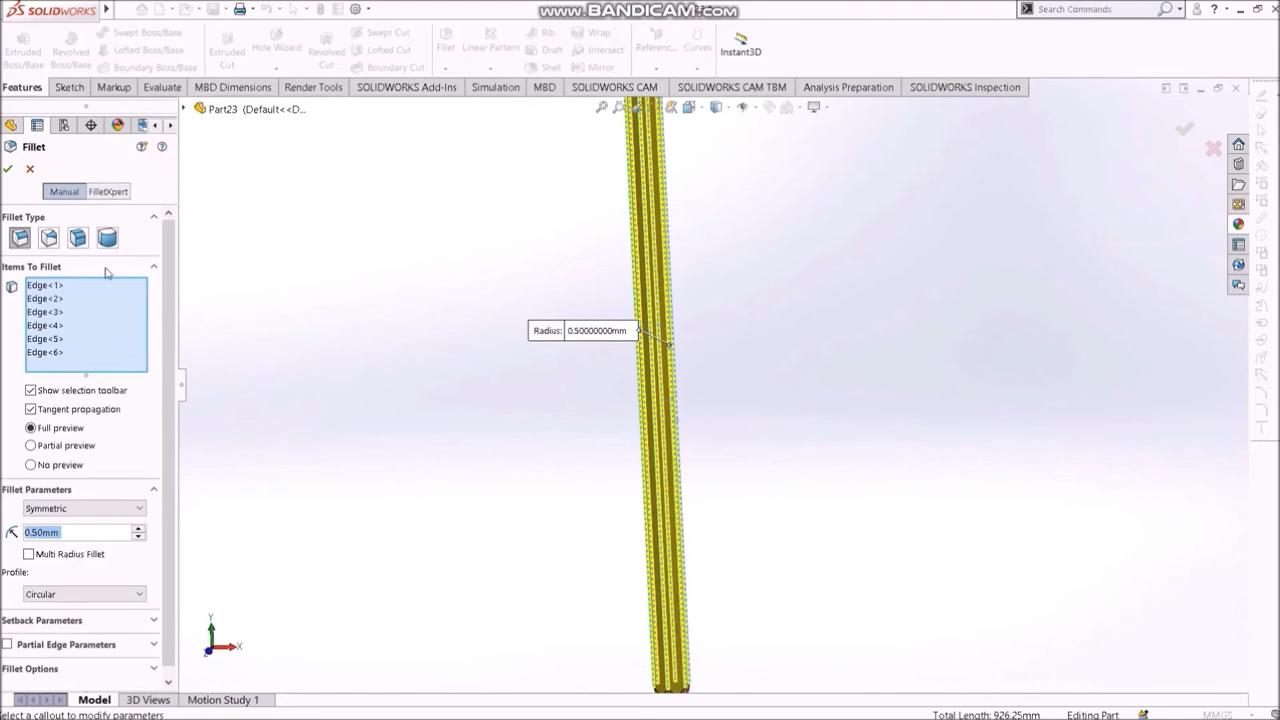 SOLIDWORKS
www.BANDICAM.com
Search Commands
Extruded Boss/Base
Revolved Boss/Base
Swept Boss/Base
Lofted Boss/Base
Boundary Boss/Base
Extruded Cut
Hole Wizard
Revolved Cut
Swept Cut
Lofted Cut
Boundary Cut
Fillet
Linear Pattern
Rib
Draft
Shell
Wrap
Intersect
Mirror
Referenc...
Curves
Instant3D
Features
Sketch
Markup
Evaluate
MBD Dimensions
Render Tools
SOLIDWORKS Add-Ins
Simulation
MBD
SOLIDWORKS CAM
SOLIDWORKS CAM TBM
Analysis Preparation
SOLIDWORKS Inspection
Part23 (Default<<D...
Fillet
Manual
FilletXpert
Fillet Type
Items To Fillet
Edge<1>
Edge<2>
Edge<3>
Edge<4>
Edge<5>
Edge<6>
Show selection toolbar
Tangent propagation
Full preview
Partial preview
No preview
Fillet Parameters
Symmetric
0.50mm
Multi Radius Fillet
Profile:
Circular
Setback Parameters
Partial Edge Parameters
Fillet Options
Radius: 0.50000000mm
Y
X
Z
Model
3D Views
Motion Study 1
elect a callout to modify parameters
Total Length: 926.25mm
Editing Part
MMGS